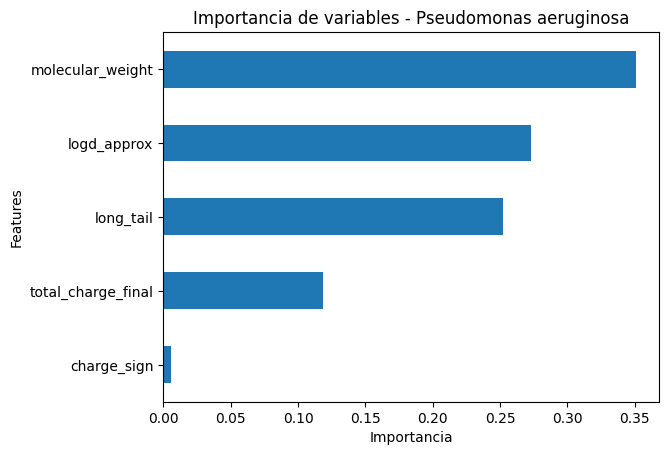 Importancia de variables - Pseudomonas aeruginosa
Features
molecular_weight
logd_approx
long_tail
total_charge_final
charge_sign
0.00 0.05 0.10 0.15 0.20 0.25 0.30 0.35
Importancia